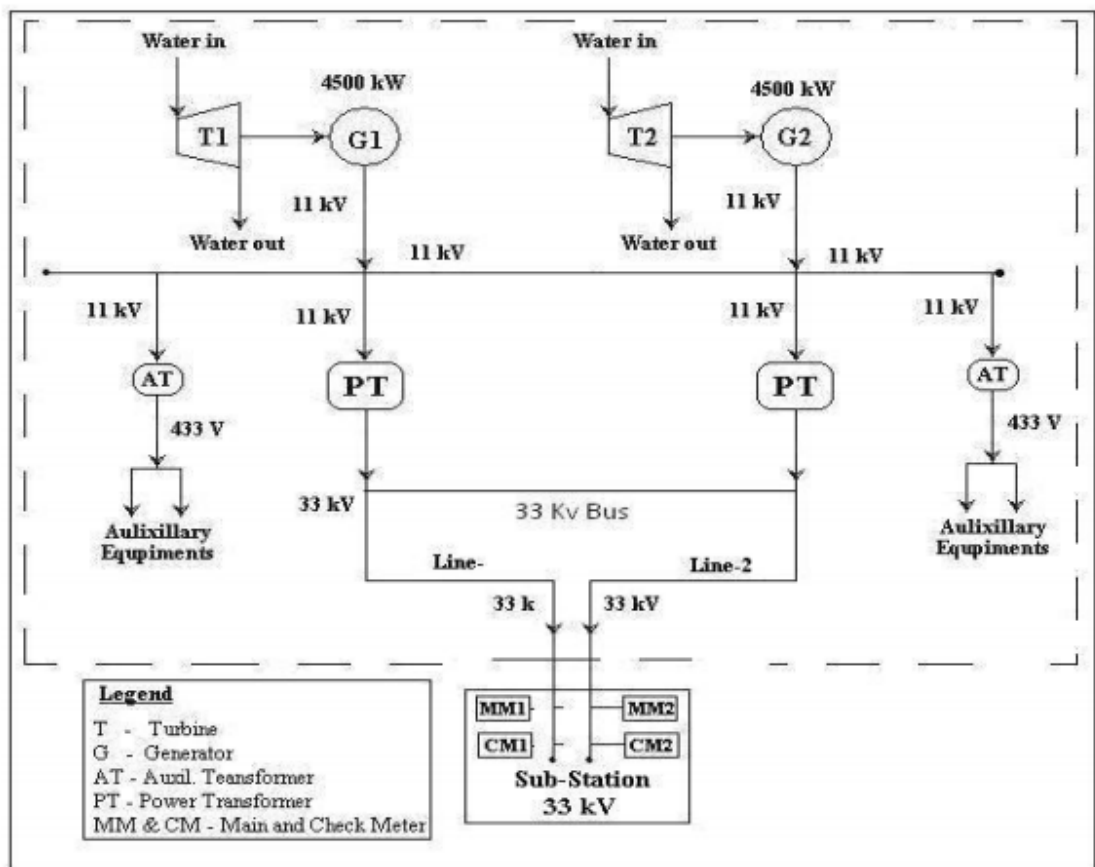 Water in
Water in
4500 kW
4500 kW
T1
G1
T2
G2
11 kV
11 kV
Water out
Water out
11 kV
11 kV
11 kV
11 kV
11 kV
11 kV
AT
PT
PT
AT
433 V
433 V
33 kV
33 Kv Bus
Aulixillary
Equpiments
Aulixillary
Equpiments
Line-
Line-2
33 k
33 kV
Legend
T - Turbine
G - Generator
AT - Auxil. Teansformer
PT - Power Transformer
MM & CM - Main and Check Meter
MM1
MM2
CM1
CM2
Sub-Station
33 kV